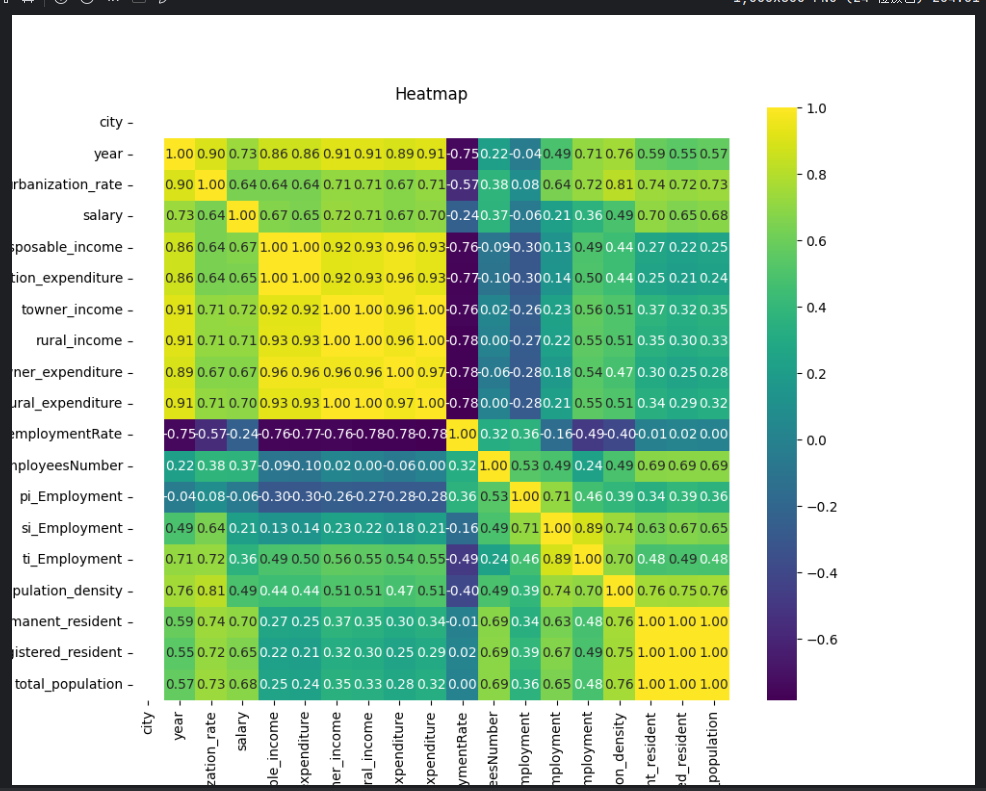 Heatmap
city
year 1.00 0.90 0.73 0.86 0.86 0.91 0.91 0.89 0.91 -0.75 0.22 -0.04 0.49 0.71 0.76 0.59 0.55 0.57
rbanization_rate 0.90 1.00 0.64 0.64 0.64 0.71 0.71 0.67 0.71 -0.57 0.38 0.08 0.64 0.72 0.81 0.74 0.72 0.73
salary 0.73 0.64 1.00 0.67 0.65 0.72 0.71 0.67 0.70 -0.24 0.37 -0.06 0.21 0.36 0.49 0.70 0.65 0.68
sposable_income 0.86 0.64 0.67 1.00 1.00 0.92 0.93 0.96 0.93 -0.76 -0.09 -0.30 0.13 0.49 0.44 0.27 0.22 0.25
tion_expenditure 0.86 0.64 0.65 1.00 1.00 0.92 0.93 0.96 0.93 -0.77 -0.10 -0.30 0.14 0.50 0.44 0.25 0.21 0.24
towner_income 0.91 0.71 0.72 0.92 0.92 1.00 1.00 0.96 1.00 -0.76 0.02 -0.26 0.23 0.56 0.51 0.37 0.32 0.35
rural_income 0.91 0.71 0.71 0.93 0.93 1.00 1.00 0.96 1.00 -0.78 0.00 -0.27 0.22 0.55 0.51 0.35 0.30 0.33
ner_expenditure 0.89 0.67 0.67 0.96 0.96 0.96 0.96 1.00 0.97 -0.78 -0.06 -0.28 0.18 0.54 0.47 0.30 0.25 0.28
ural_expenditure 0.91 0.71 0.70 0.93 0.93 1.00 1.00 0.97 1.00 -0.78 0.00 -0.28 0.21 0.55 0.51 0.34 0.29 0.32
employmentRate -0.75 -0.57 -0.24 -0.76 -0.77 -0.76 -0.78 -0.78 -0.78 1.00 0.32 0.36 -0.16 -0.49 -0.40 -0.01 0.02 0.00
ployeesNumber 0.22 0.38 0.37 -0.09 -0.10 0.02 0.00 -0.06 0.00 0.32 1.00 0.53 0.49 0.24 0.49 0.69 0.69 0.69
pi_Employment -0.04 0.08 -0.06 -0.30 -0.30 -0.26 -0.27 -0.28 -0.28 0.36 0.53 1.00 0.71 0.46 0.39 0.34 0.39 0.36
si_Employment 0.49 0.64 0.21 0.13 0.14 0.23 0.22 0.18 0.21 -0.16 0.49 0.71 1.00 0.89 0.74 0.63 0.67 0.65
ti_Employment 0.71 0.72 0.36 0.49 0.50 0.56 0.55 0.54 0.55 -0.49 0.24 0.46 0.89 1.00 0.70 0.48 0.49 0.48
pulation_density 0.76 0.81 0.49 0.44 0.44 0.51 0.51 0.47 0.51 -0.40 0.49 0.39 0.74 0.70 1.00 0.76 0.75 0.76
manent_resident 0.59 0.74 0.70 0.27 0.25 0.37 0.35 0.30 0.34 -0.01 0.69 0.34 0.63 0.48 0.76 1.00 1.00 1.00
gistered_resident 0.55 0.72 0.65 0.22 0.21 0.32 0.30 0.25 0.29 0.02 0.69 0.39 0.67 0.49 0.75 1.00 1.00 1.00
total_population 0.57 0.73 0.68 0.25 0.24 0.35 0.33 0.28 0.32 0.00 0.69 0.36 0.65 0.48 0.76 1.00 1.00 1.00
city
year
zation_rate
salary
le_income
xpenditure
er_income
ral_income
xpenditure
xpenditure
ymentRate
eesNumber
mployment
mployment
mployment
on_density
nt_resident
ed_resident
population
1.0
0.8
0.6
0.4
0.2
0.0
−0.2
−0.4
−0.6